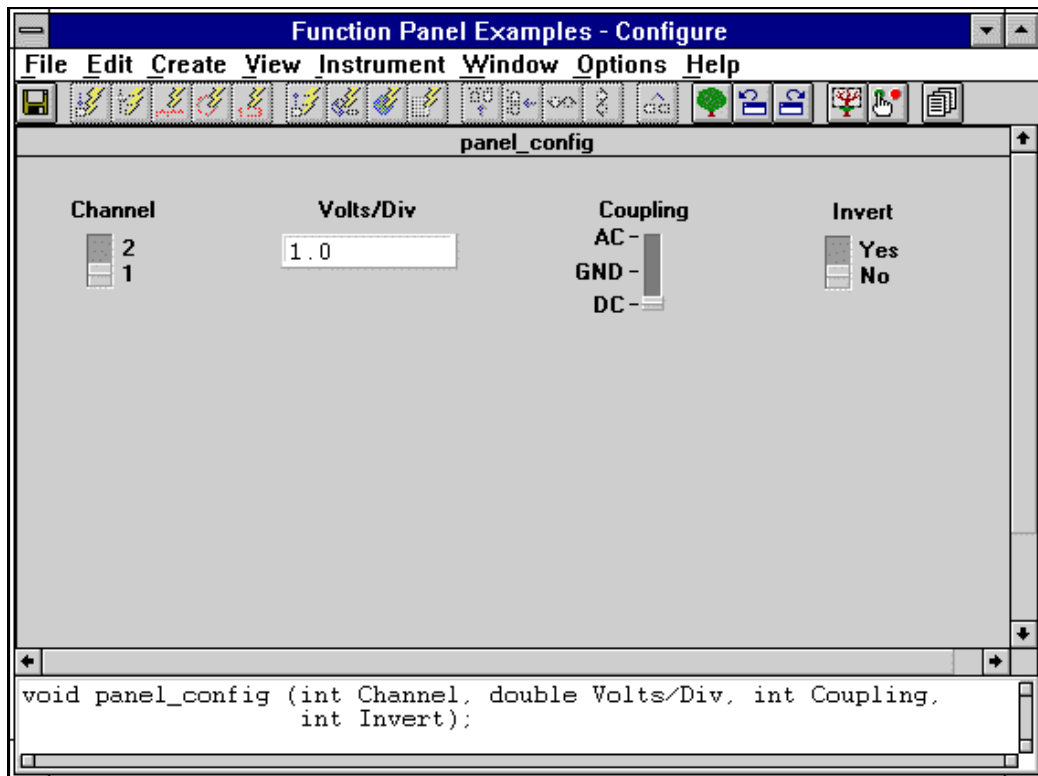 Function Panel Examples - Configure
File Edit Create View Instrument Window Options Help
panel_config
Channel
2
1
Volts/Div
1.0
Coupling
AC
GND
DC
Invert
Yes
No
void panel_config (int Channel, double Volts/Div, int Coupling,
int Invert);